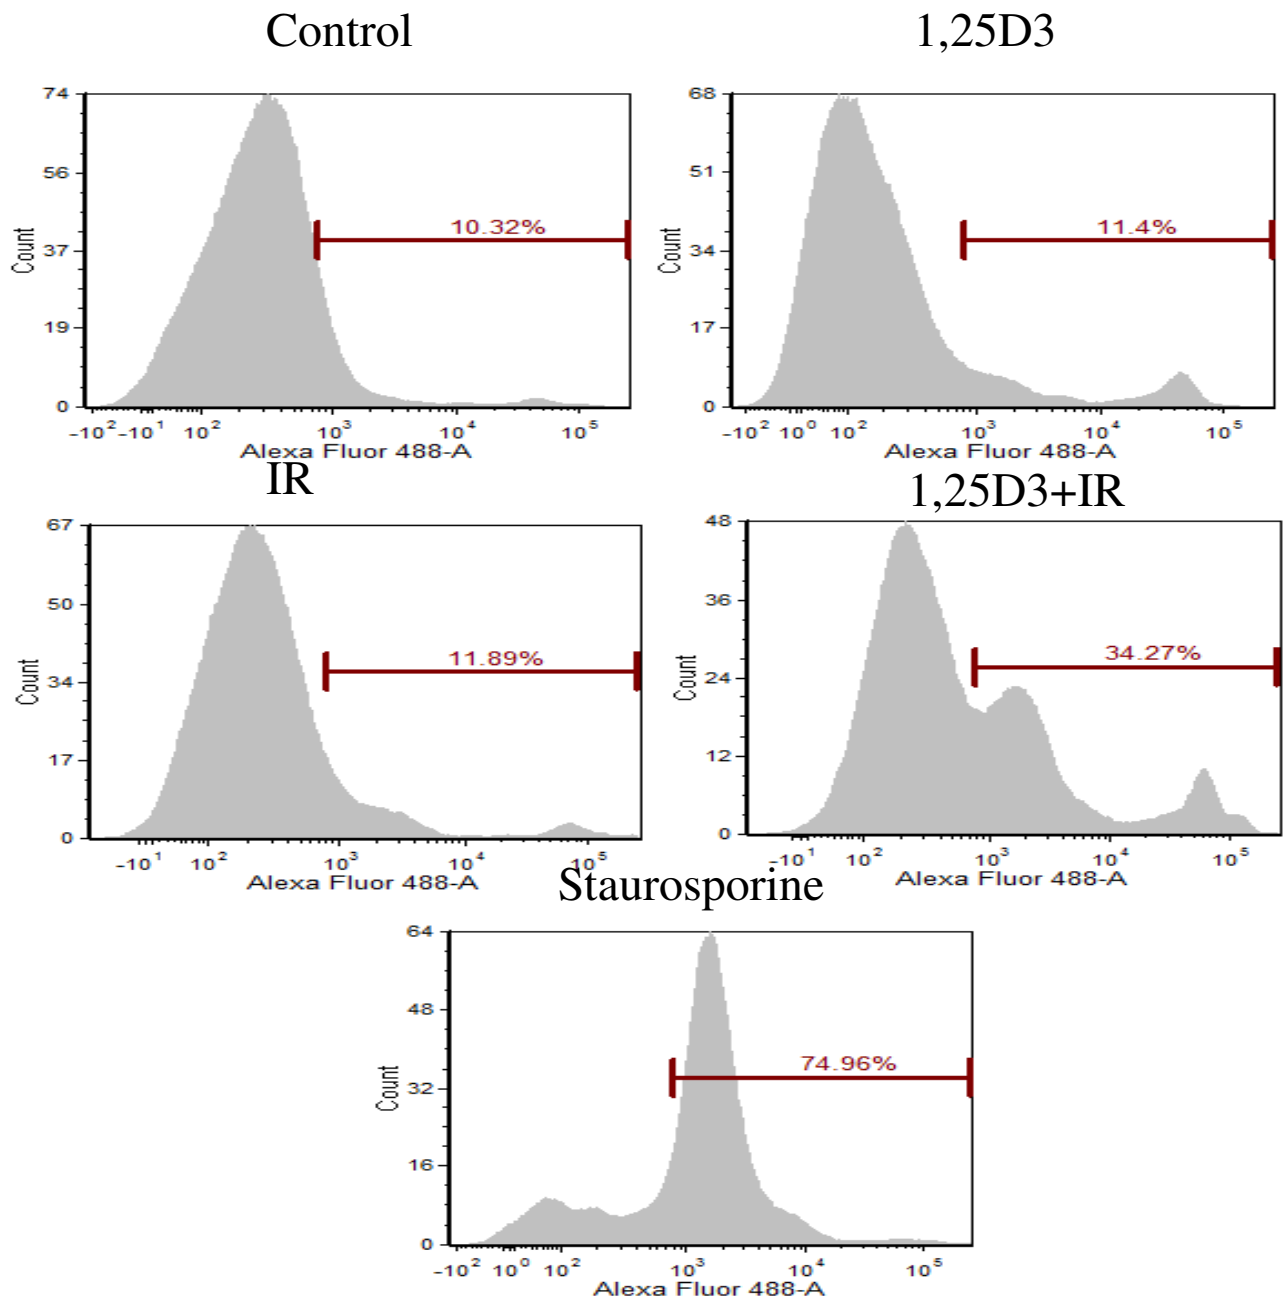 Control
1,25D3
74
56
37
19
0
Count
10.32%
-10² -10¹ 10² 10³ 10⁴ 10⁵
Alexa Fluor 488-A
68
51
34
17
0
Count
11.4%
-10² 10⁰ 10² 10³ 10⁴ 10⁵
Alexa Fluor 488-A
IR
1,25D3+IR
67
50
34
17
0
Count
11.89%
-10¹ 10² 10³ 10⁴ 10⁵
Alexa Fluor 488-A
48
36
24
12
0
Count
34.27%
-10¹ 10² 10³ 10⁴ 10⁵
Alexa Fluor 488-A
Staurosporine
64
48
32
16
0
Count
74.96%
-10² 10⁰ 10² 10³ 10⁴ 10⁵
Alexa Fluor 488-A